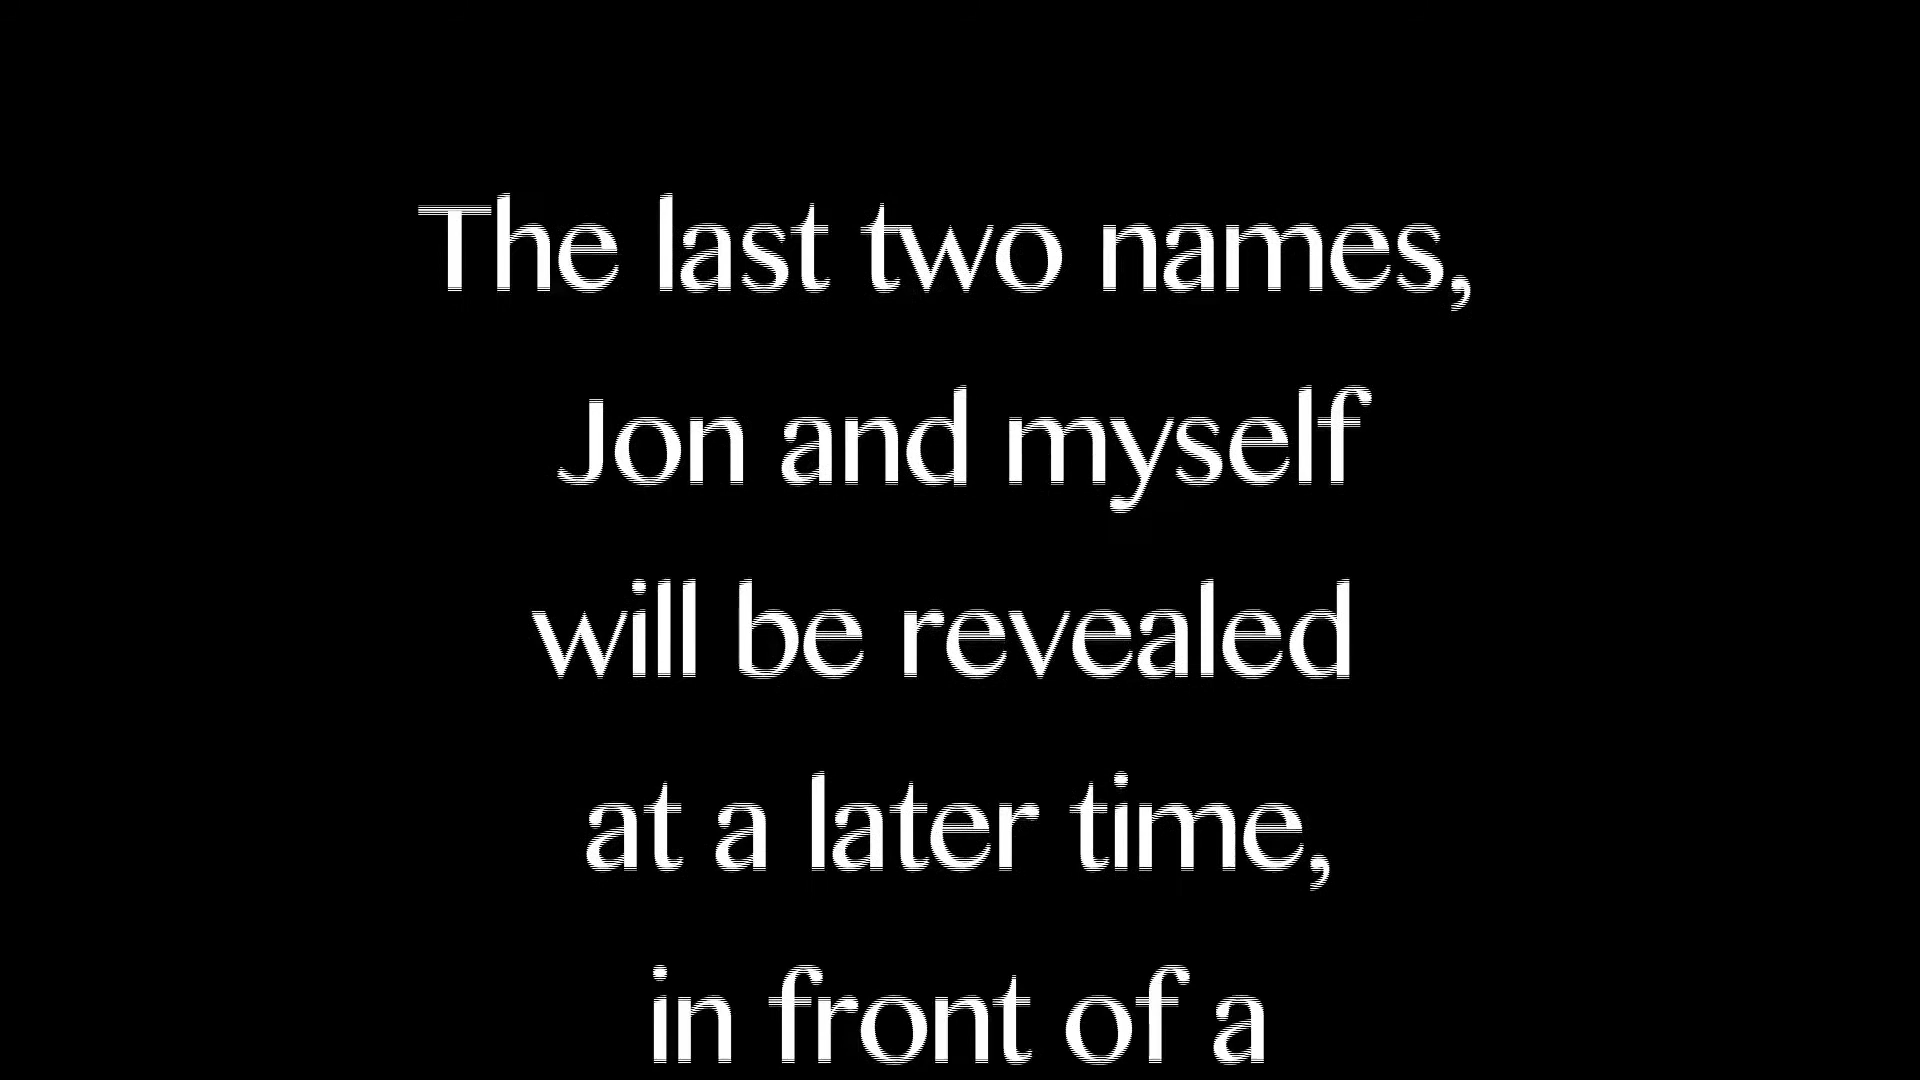 The last two names,
Jon and myself
will be revealed
at a later time,
in front of a